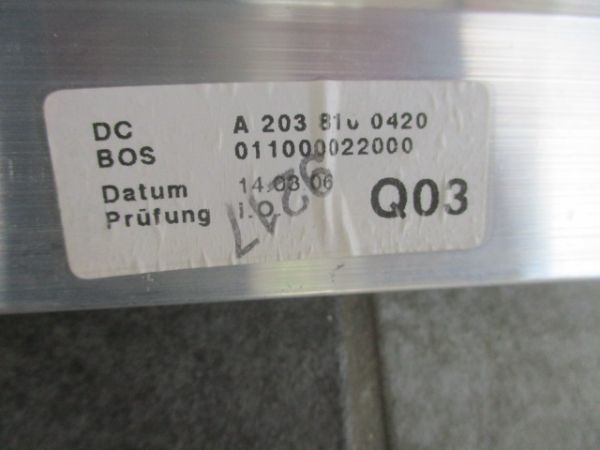 DC A 203 810 0420
BOS 011000022000
Datum 14.03.06
Prüfung i.O. Q03